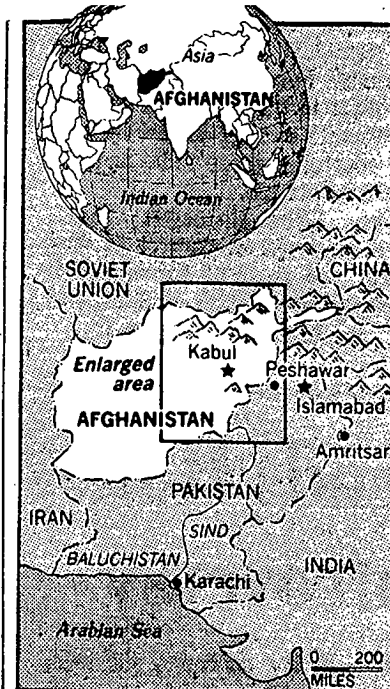 Asia
AFGHANISTAN
Indian Ocean
SOVIET
UNION
CHINA
Enlarged
area
Kabul
Peshawar
Islamabad
AFGHANISTAN
Amritsar
PAKISTAN
IRAN
SIND
BALUCHISTAN
INDIA
Karachi
Arabian Sea
0 200
MILES